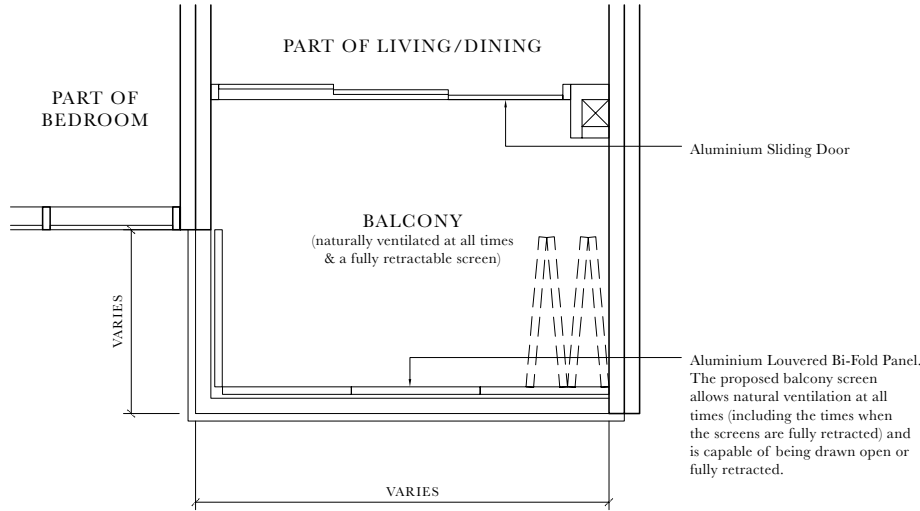 PART OF LIVING/DINING
PART OF
BEDROOM
Aluminium Sliding Door
BALCONY
(naturally ventilated at all times
& a fully retractable screen)
VARIES
Aluminium Louvered Bi-Fold Panel.
The proposed balcony screen
allows natural ventilation at all
times (including the times when
the screens are fully retracted) and
is capable of being drawn open or
fully retracted.
VARIES